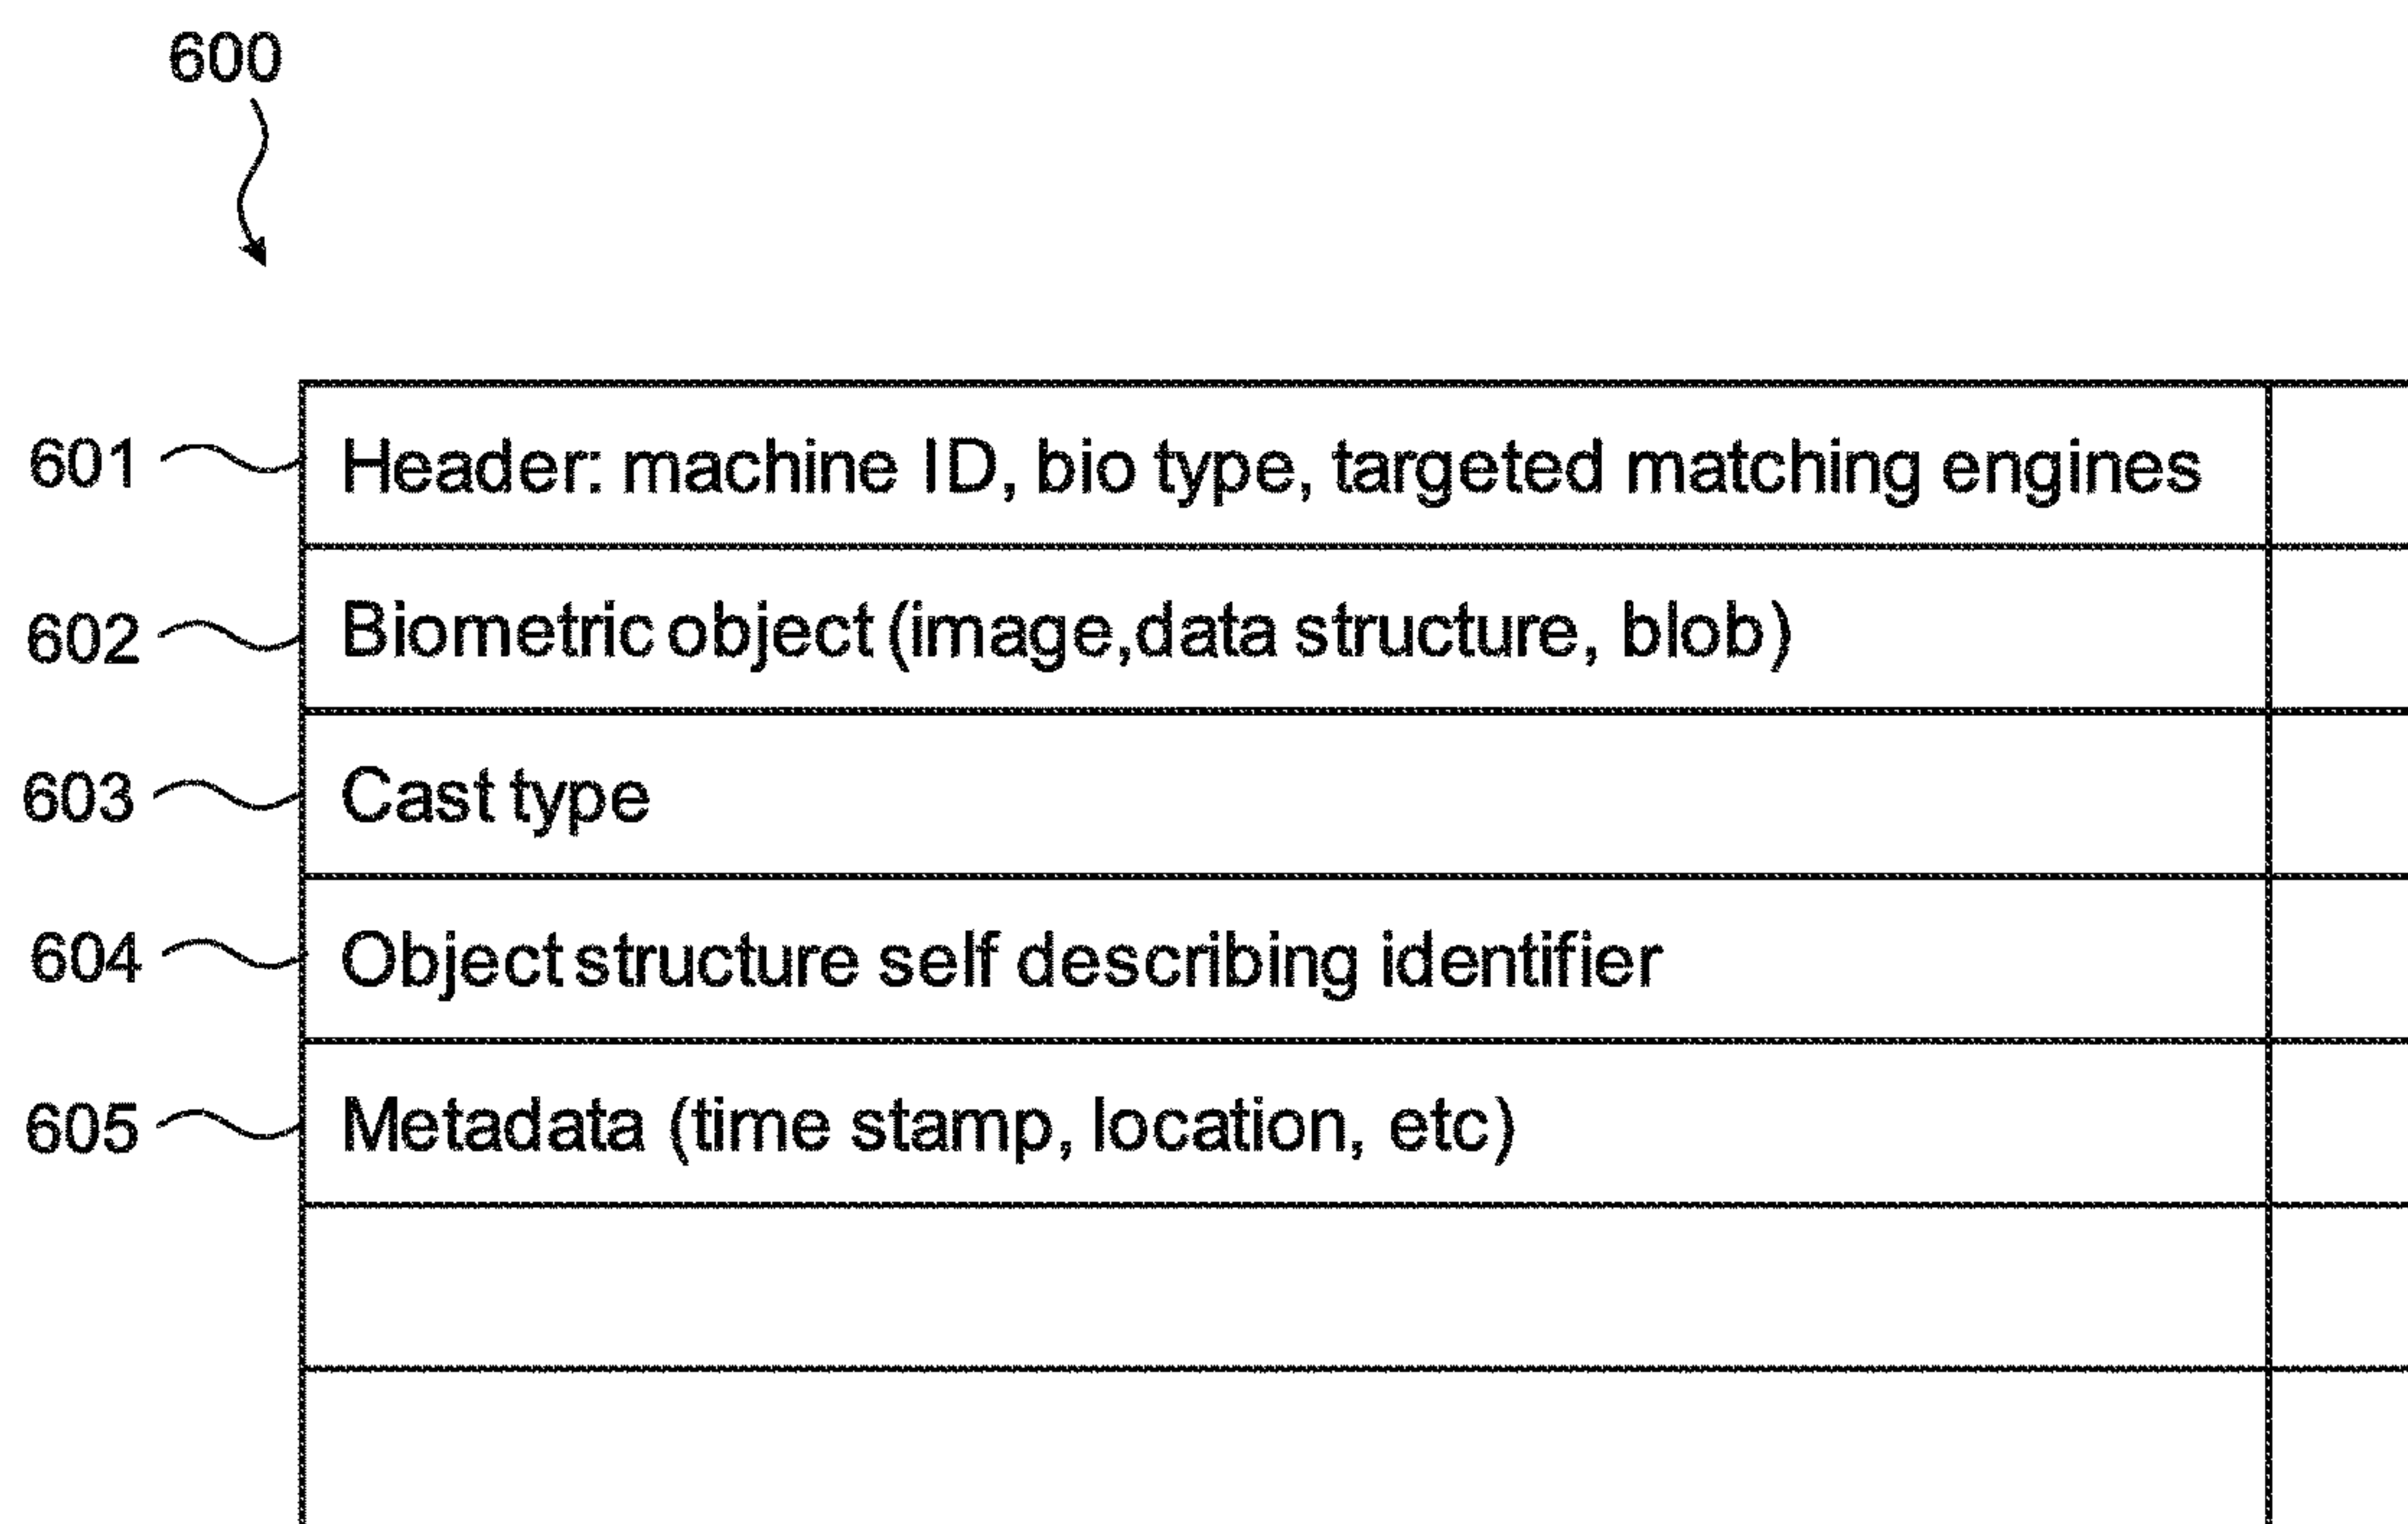 600
601 Header: machine ID, bio type, targeted matching engines
602 Biometric object (image,data structure, blob)
603 Cast type
604 Object structure self describing identifier
605 Metadata (time stamp, location, etc)